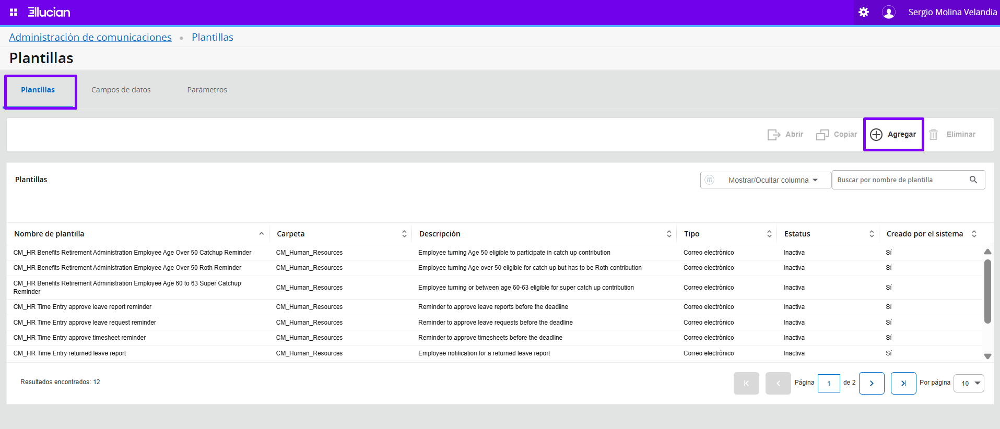 Ellucian
Sergio Molina Velandia
Administración de comunicaciones • Plantillas
Plantillas
Plantillas Campos de datos Parámetros
Abrir Copiar Agregar Eliminar
Plantillas Mostrar/Ocultar columna Buscar por nombre de plantilla
Nombre de plantilla Carpeta Descripción Tipo Estatus Creado por el sistema
CM_HR Benefits Retirement Administration Employee Age Over 50 Catchup Reminder CM_Human_Resources Employee turning Age 50 eligible to participate in catch up contribution Correo electrónico Inactiva Sí
CM_HR Benefits Retirement Administration Employee Age Over 50 Roth Reminder CM_Human_Resources Employee turning Age over 50 eligible for catch up but has to be Roth contribution Correo electrónico Inactiva Sí
CM_HR Benefits Retirement Administration Employee Age 60 to 63 Super Catchup
Reminder CM_Human_Resources Employee turning or between age 60-63 eligible for super catch up contribution Correo electrónico Inactiva Sí
CM_HR Time Entry approve leave report reminder CM_Human_Resources Reminder to approve leave reports before the deadline Correo electrónico Inactiva Sí
CM_HR Time Entry approve leave request reminder CM_Human_Resources Reminder to approve leave requests before the deadline Correo electrónico Inactiva Sí
CM_HR Time Entry approve timesheet reminder CM_Human_Resources Reminder to approve timesheets before the deadline Correo electrónico Inactiva Sí
CM_HR Time Entry returned leave report CM_Human_Resources Employee notification for a returned leave report Correo electrónico Inactiva Sí
Resultados encontrados: 12 Página 1 de 2 Por página 10